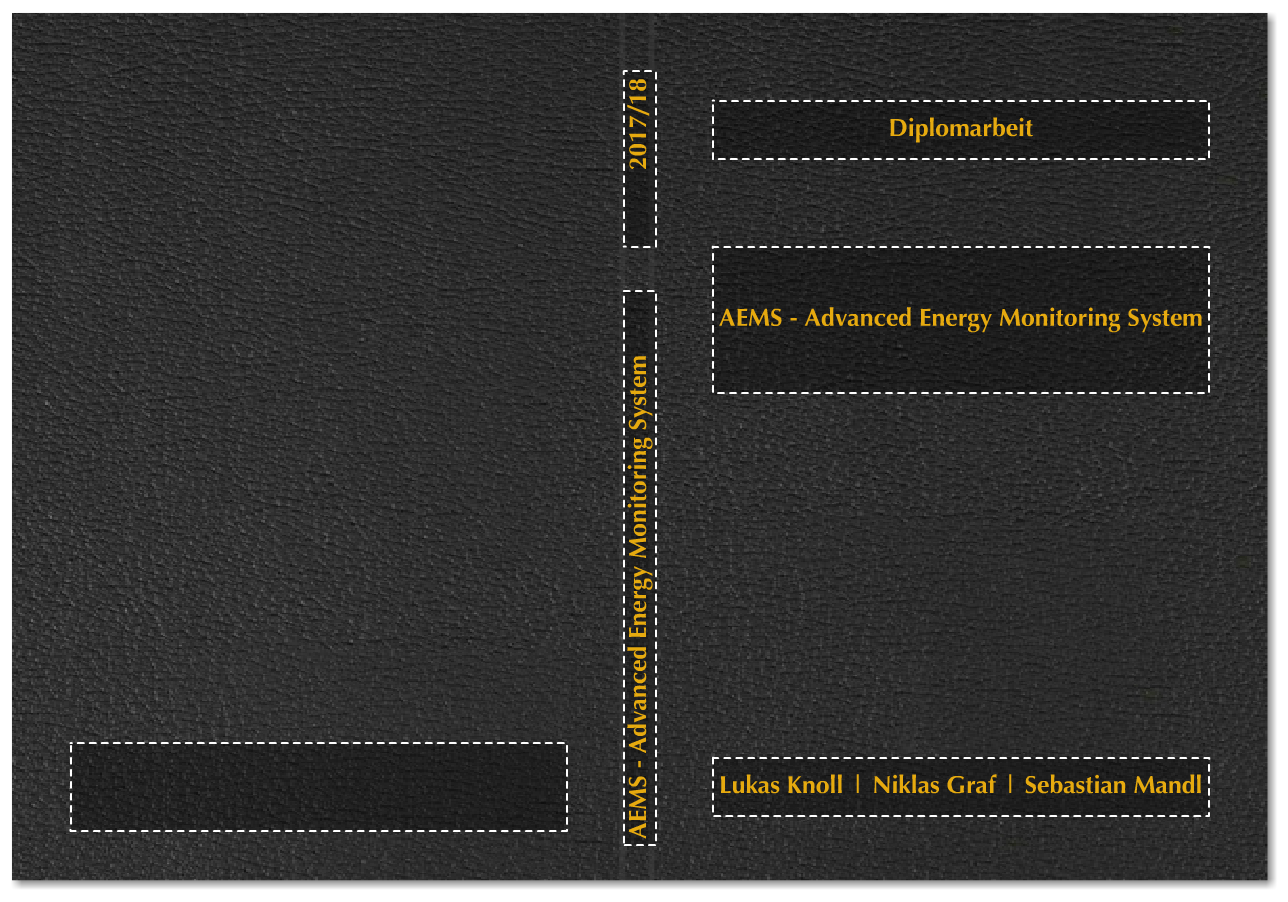 2017/18
AEMS - Advanced Energy Monitoring System
Diplomarbeit
AEMS - Advanced Energy Monitoring System
Lukas Knoll | Niklas Graf | Sebastian Mandl